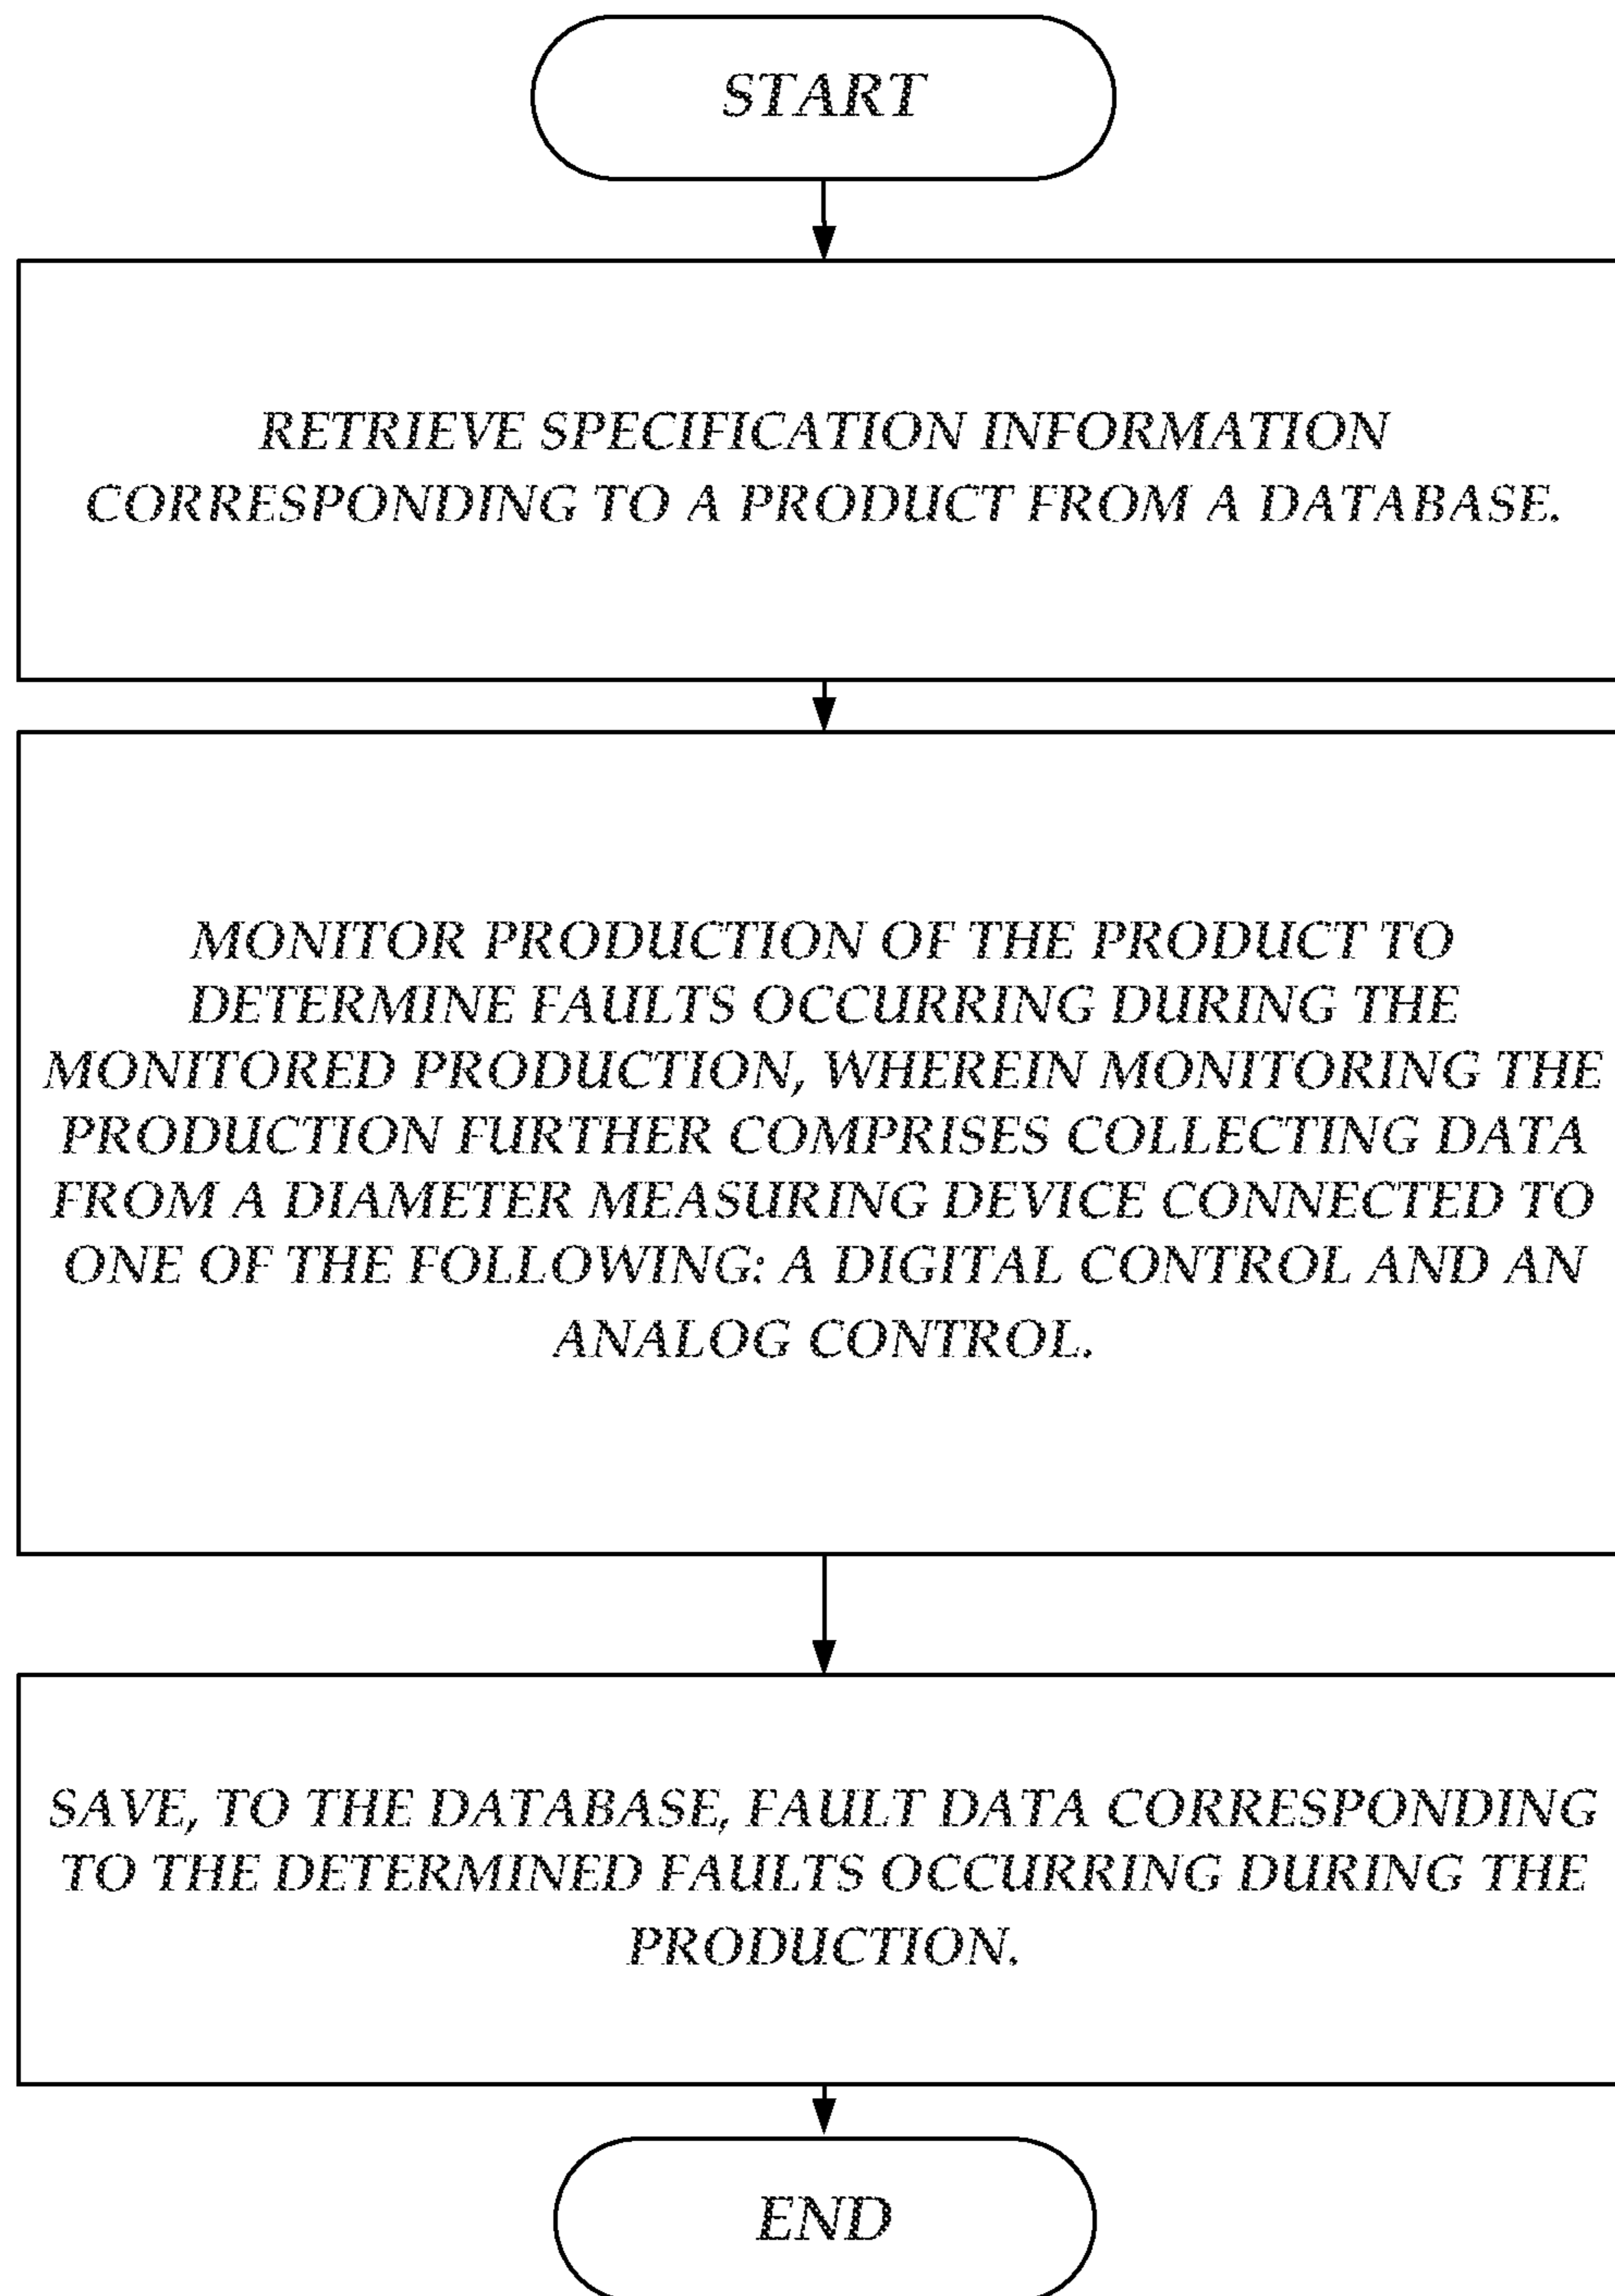 START
RETRIEVE SPECIFICATION INFORMATION
CORRESPONDING TO A PRODUCT FROM A DATABASE.
MONITOR PRODUCTION OF THE PRODUCT TO
DETERMINE FAULTS OCCURRING DURING THE
MONITORED PRODUCTION, WHEREIN MONITORING THE
PRODUCTION FURTHER COMPRISES COLLECTING DATA
FROM A DIAMETER MEASURING DEVICE CONNECTED TO
ONE OF THE FOLLOWING: A DIGITAL CONTROL AND AN
ANALOG CONTROL.
SAVE, TO THE DATABASE, FAULT DATA CORRESPONDING
TO THE DETERMINED FAULTS OCCURRING DURING THE
PRODUCTION.
END